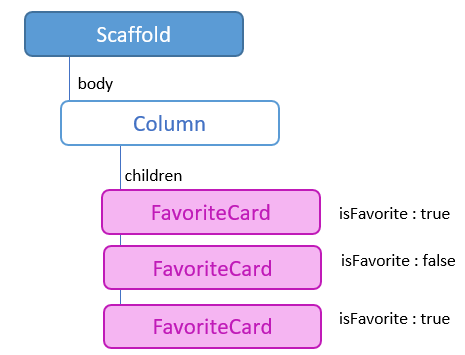 Scaffold
body
Column
children
FavoriteCard
isFavorite : true
FavoriteCard
isFavorite : false
FavoriteCard
isFavorite : true